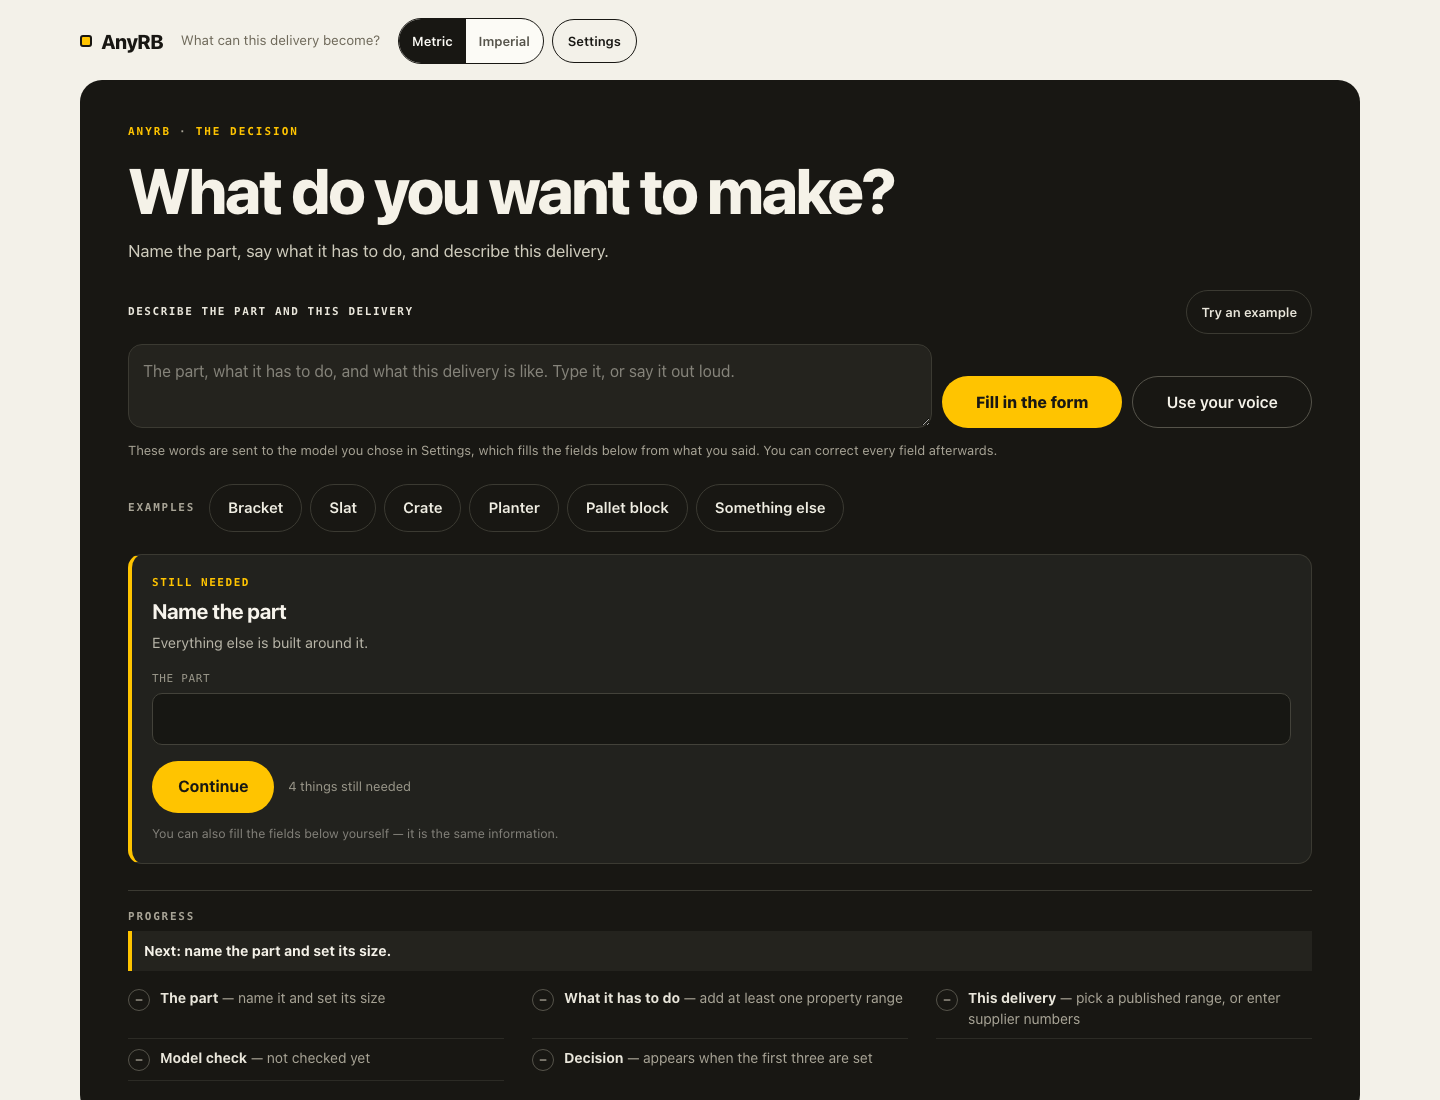 AnyRB What can this delivery become? Metric Imperial Settings
ANYRB · THE DECISION
What do you want to make?
Name the part, say what it has to do, and describe this delivery.
DESCRIBE THE PART AND THIS DELIVERY Try an example
The part, what it has to do, and what this delivery is like. Type it, or say it out loud.
Fill in the form Use your voice
These words are sent to the model you chose in Settings, which fills the fields below from what you said. You can correct every field afterwards.
EXAMPLES Bracket Slat Crate Planter Pallet block Something else
STILL NEEDED
Name the part
Everything else is built around it.
THE PART
Continue 4 things still needed
You can also fill the fields below yourself — it is the same information.
PROGRESS
Next: name the part and set its size.
– The part — name it and set its size
– What it has to do — add at least one property range
– This delivery — pick a published range, or enter
supplier numbers
– Model check — not checked yet
– Decision — appears when the first three are set